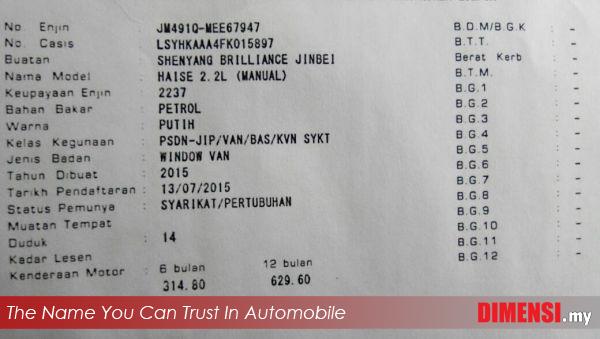 No. Enjin : JM491Q-MEE67947
No. Casis : LSYHKAAA4FK015897
Buatan : SHENYANG BRILLIANCE JINBEI
Nama Model : HAISE 2.2L (MANUAL)
Keupayaan Enjin : 2237
Bahan Bakar : PETROL
Warna : PUTIH
Kelas Kegunaan : PSDN-JIP/VAN/BAS/KVN SYKT
Jenis Badan : WINDOW VAN
Tahun Dibuat : 2015
Tarikh Pendaftaran : 13/07/2015
Status Pemunya : SYARIKAT/PERTUBUHAN
Muatan Tempat
Duduk : 14
Kadar Lesen
Kenderaan Motor : 6 bulan 12 bulan
314.80 629.60
B.D.M/B.G.K : -
B.T.T. : -
Berat Kerb : -
B.T.M. : -
B.G.1 : -
B.G.2 : -
B.G.3 : -
B.G.4 : -
B.G.5 : -
B.G.6 : -
B.G.7 : -
B.G.8 : -
B.G.9 : -
B.G.10 : -
B.G.11 : -
B.G.12 : -
The Name You Can Trust In Automobile
DIMENSI.my